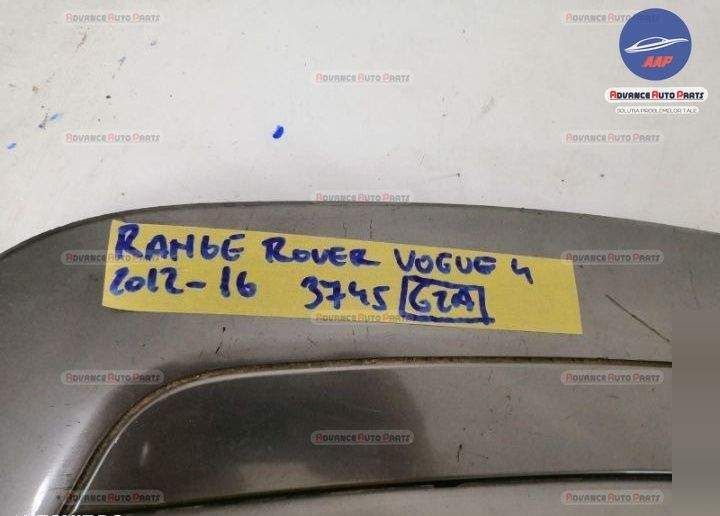 AAP
ADVANCE AUTO PARTS
SOLUTIA PROBLEMELOR TALE
RANGE ROVER VOGUE 4
2012-16 3745 G2A